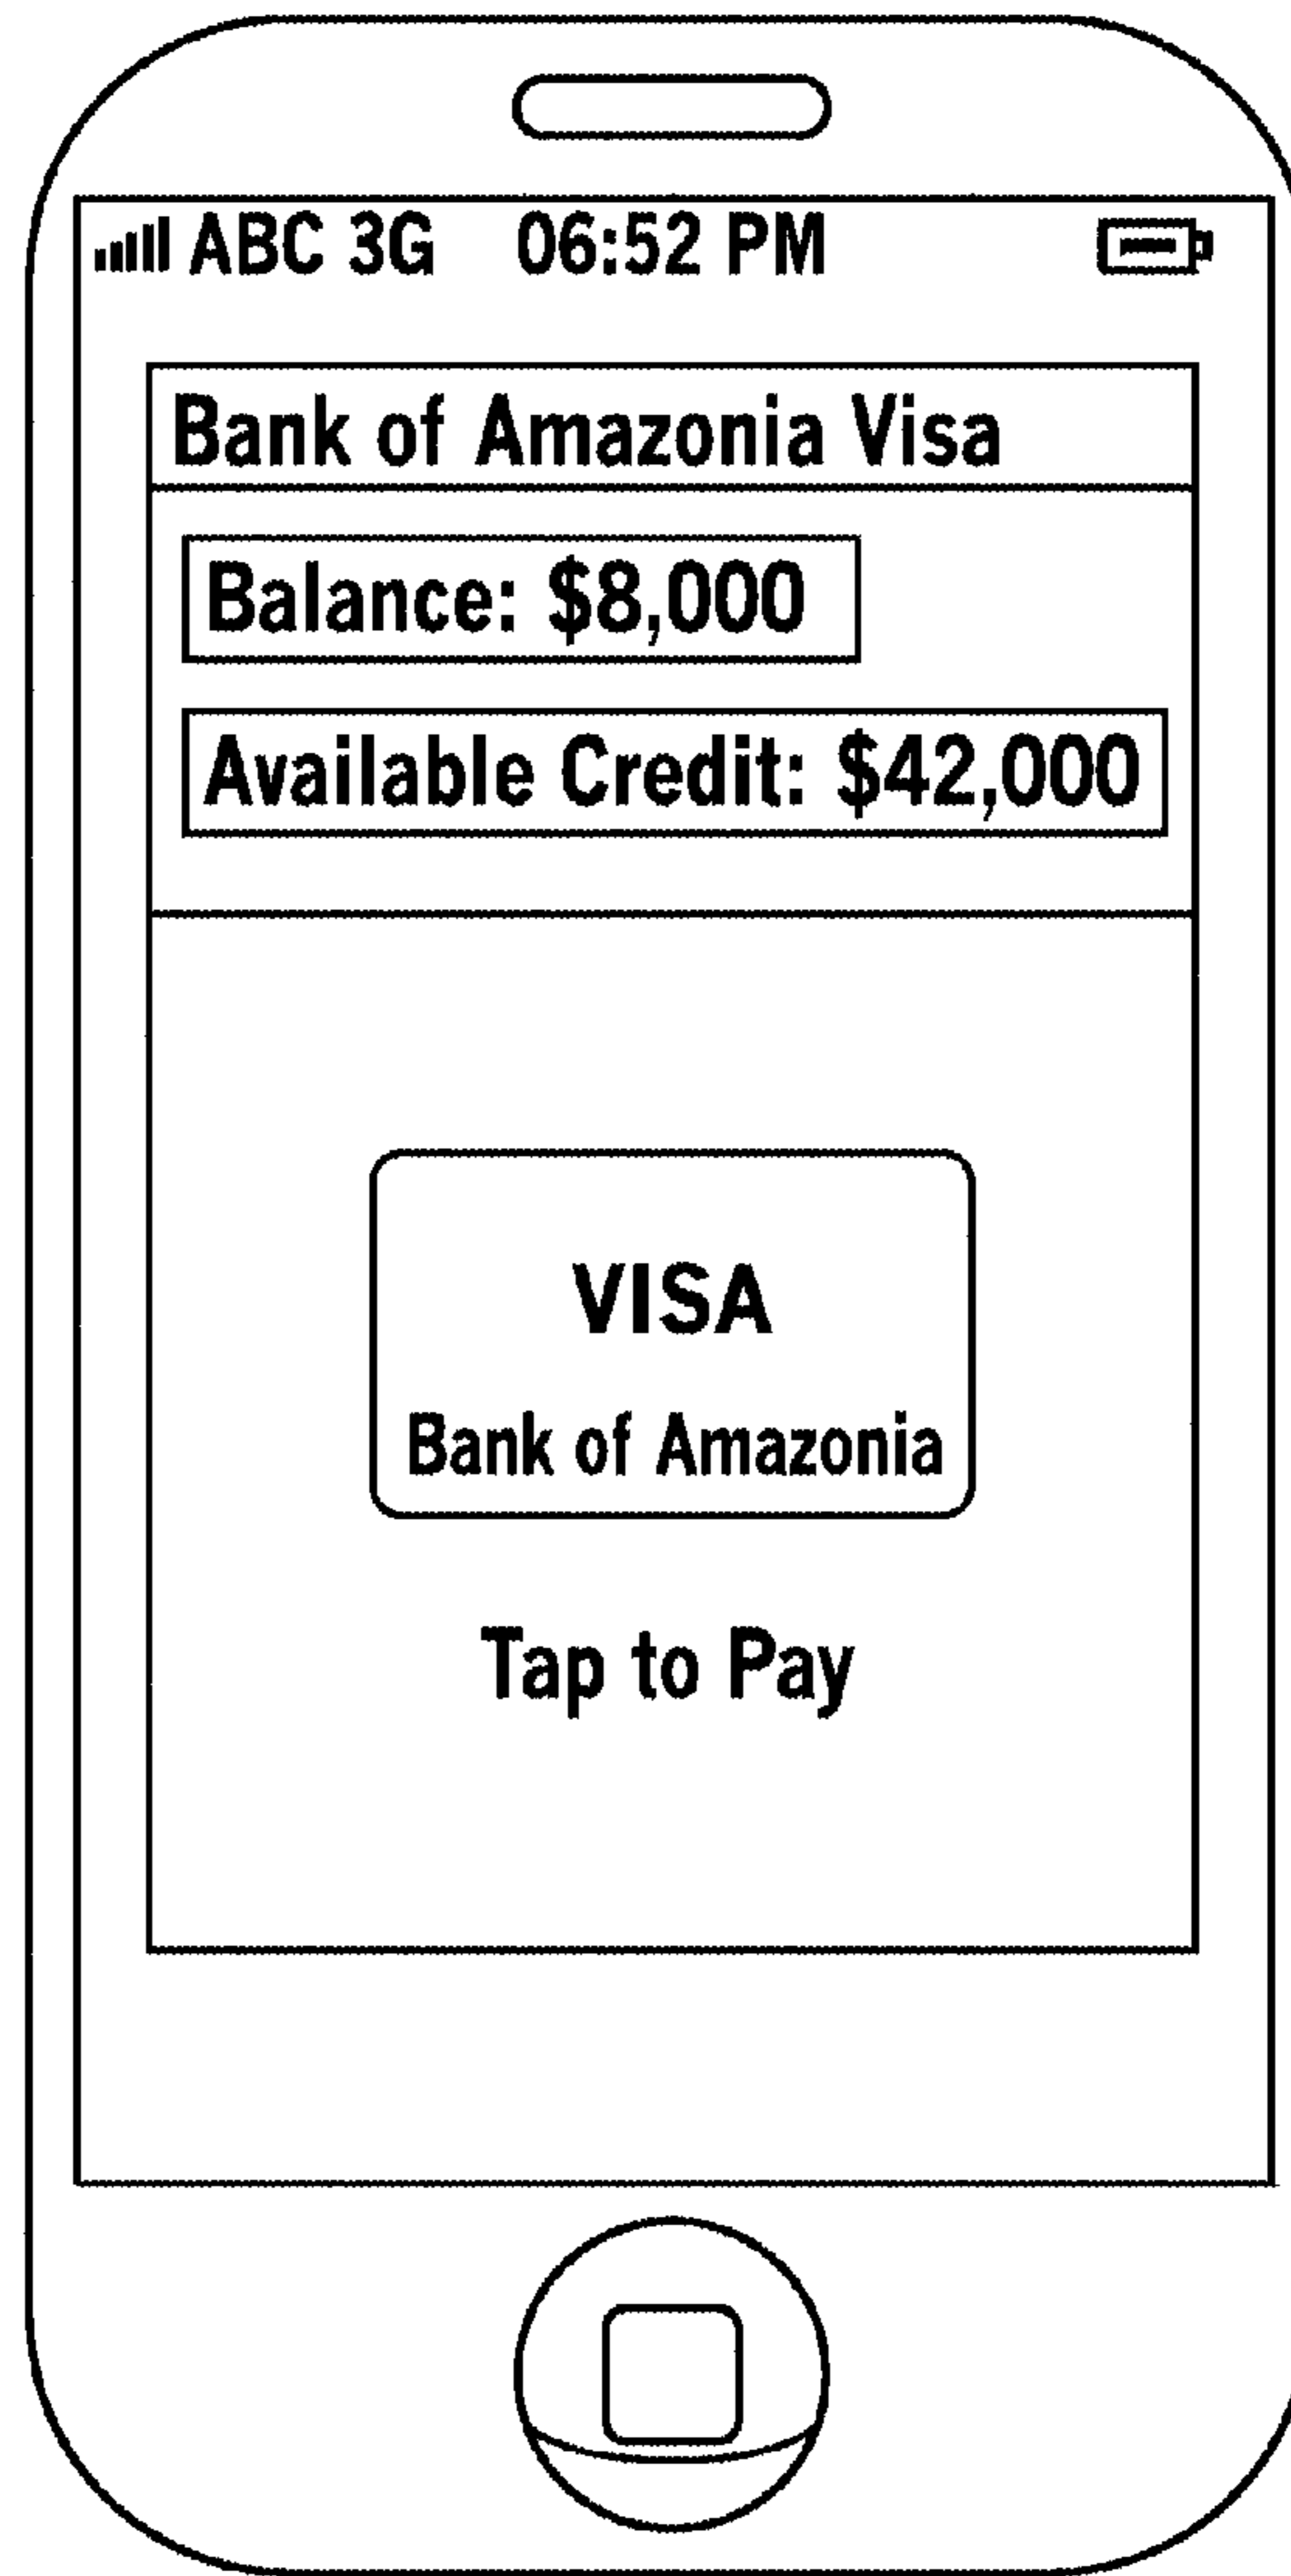 ABC 3G 06:52 PM
Bank of Amazonia Visa
Balance: $8,000
Available Credit: $42,000
VISA
Bank of Amazonia
Tap to Pay